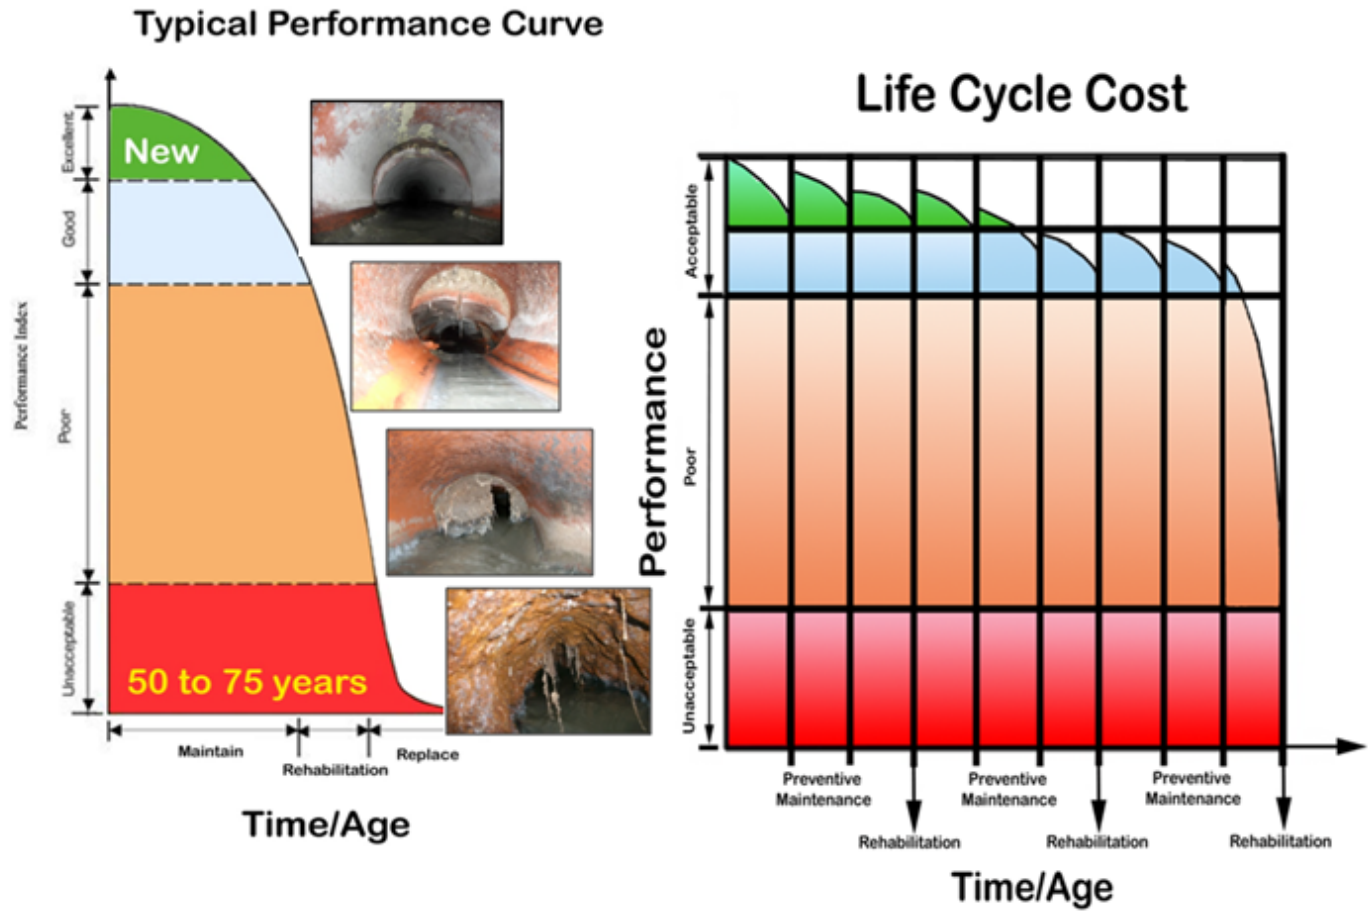 Typical Performance Curve
Excellent
New
Good
Performance Index
Poor
Unacceptable
50 to 75 years
Maintain
Rehabilitation
Replace
Time/Age
Life Cycle Cost
Performance
Acceptable
Poor
Unacceptable
Preventive
Maintenance
Preventive
Maintenance
Preventive
Maintenance
Rehabilitation
Rehabilitation
Rehabilitation
Time/Age